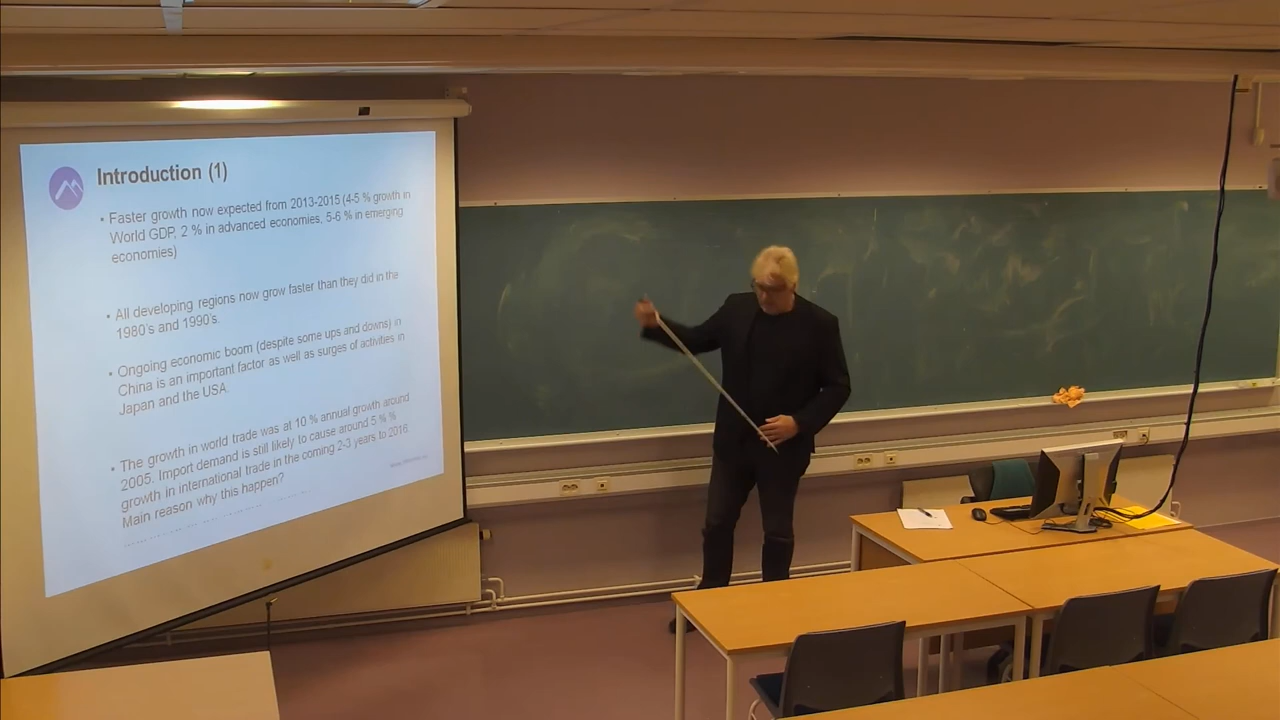 Introduction (1)
• Faster growth now expected from 2013-2015 (4-5 % growth in
World GDP, 2 % in advanced economies, 5-6 % in emerging
economies)
• All developing regions now grow faster than they did in the
1980's and 1990's.
• Ongoing economic boom (despite some ups and downs) in
China is an important factor as well as surges of activities in
Japan and the USA.
• The growth in world trade was at 10 % annual growth around
2005. Import demand is still likely to cause around 5 % %
growth in international trade in the coming 2-3 years to 2016.
Main reason why this happen?